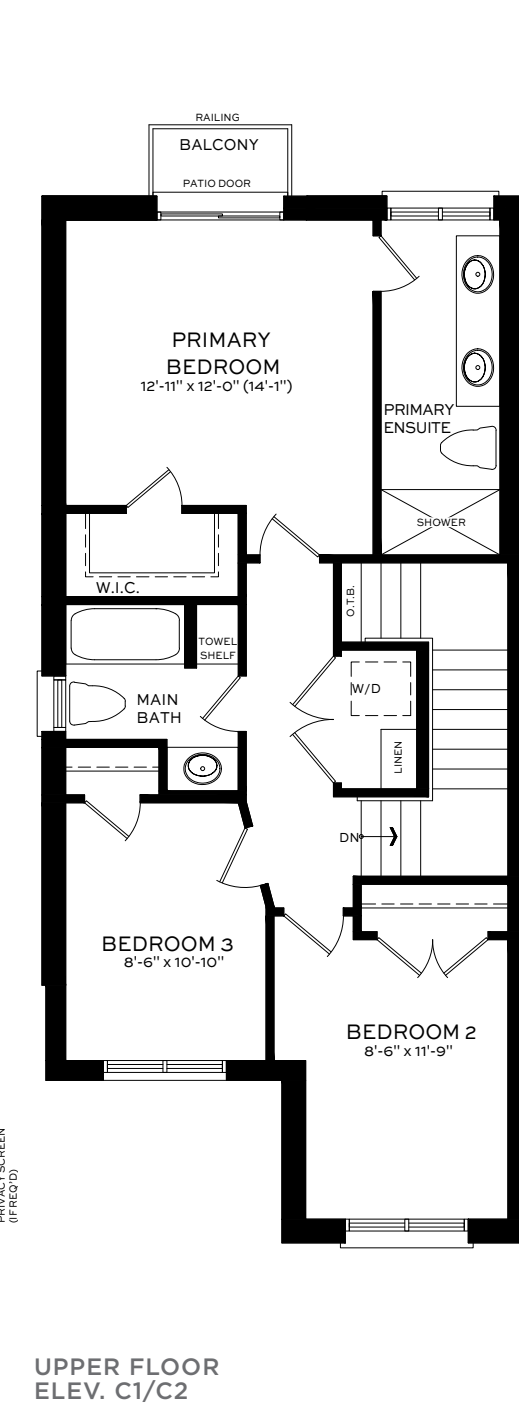 RAILING
BALCONY
PATIO DOOR
PRIMARY
BEDROOM
12'-11" x 12'-0" (14'-1")
PRIMARY
ENSUITE
SHOWER
W.I.C.
O.T.B.
TOWEL
SHELF
W/D
MAIN
BATH
LINEN
DN
BEDROOM 3
8'-6" x 10'-10"
BEDROOM 2
8'-6" x 11'-9"
PRIVACY SCREEN
(IF REQ'D)
UPPER FLOOR
ELEV. C1/C2